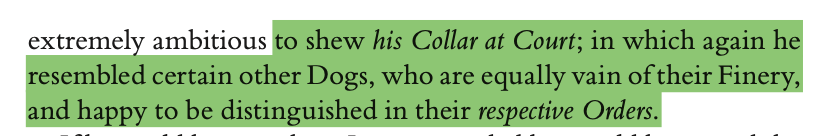 extremely ambitious to shew his Collar at Court; in which again he
resembled certain other Dogs, who are equally vain of their Finery,
and happy to be distinguished in their respective Orders.